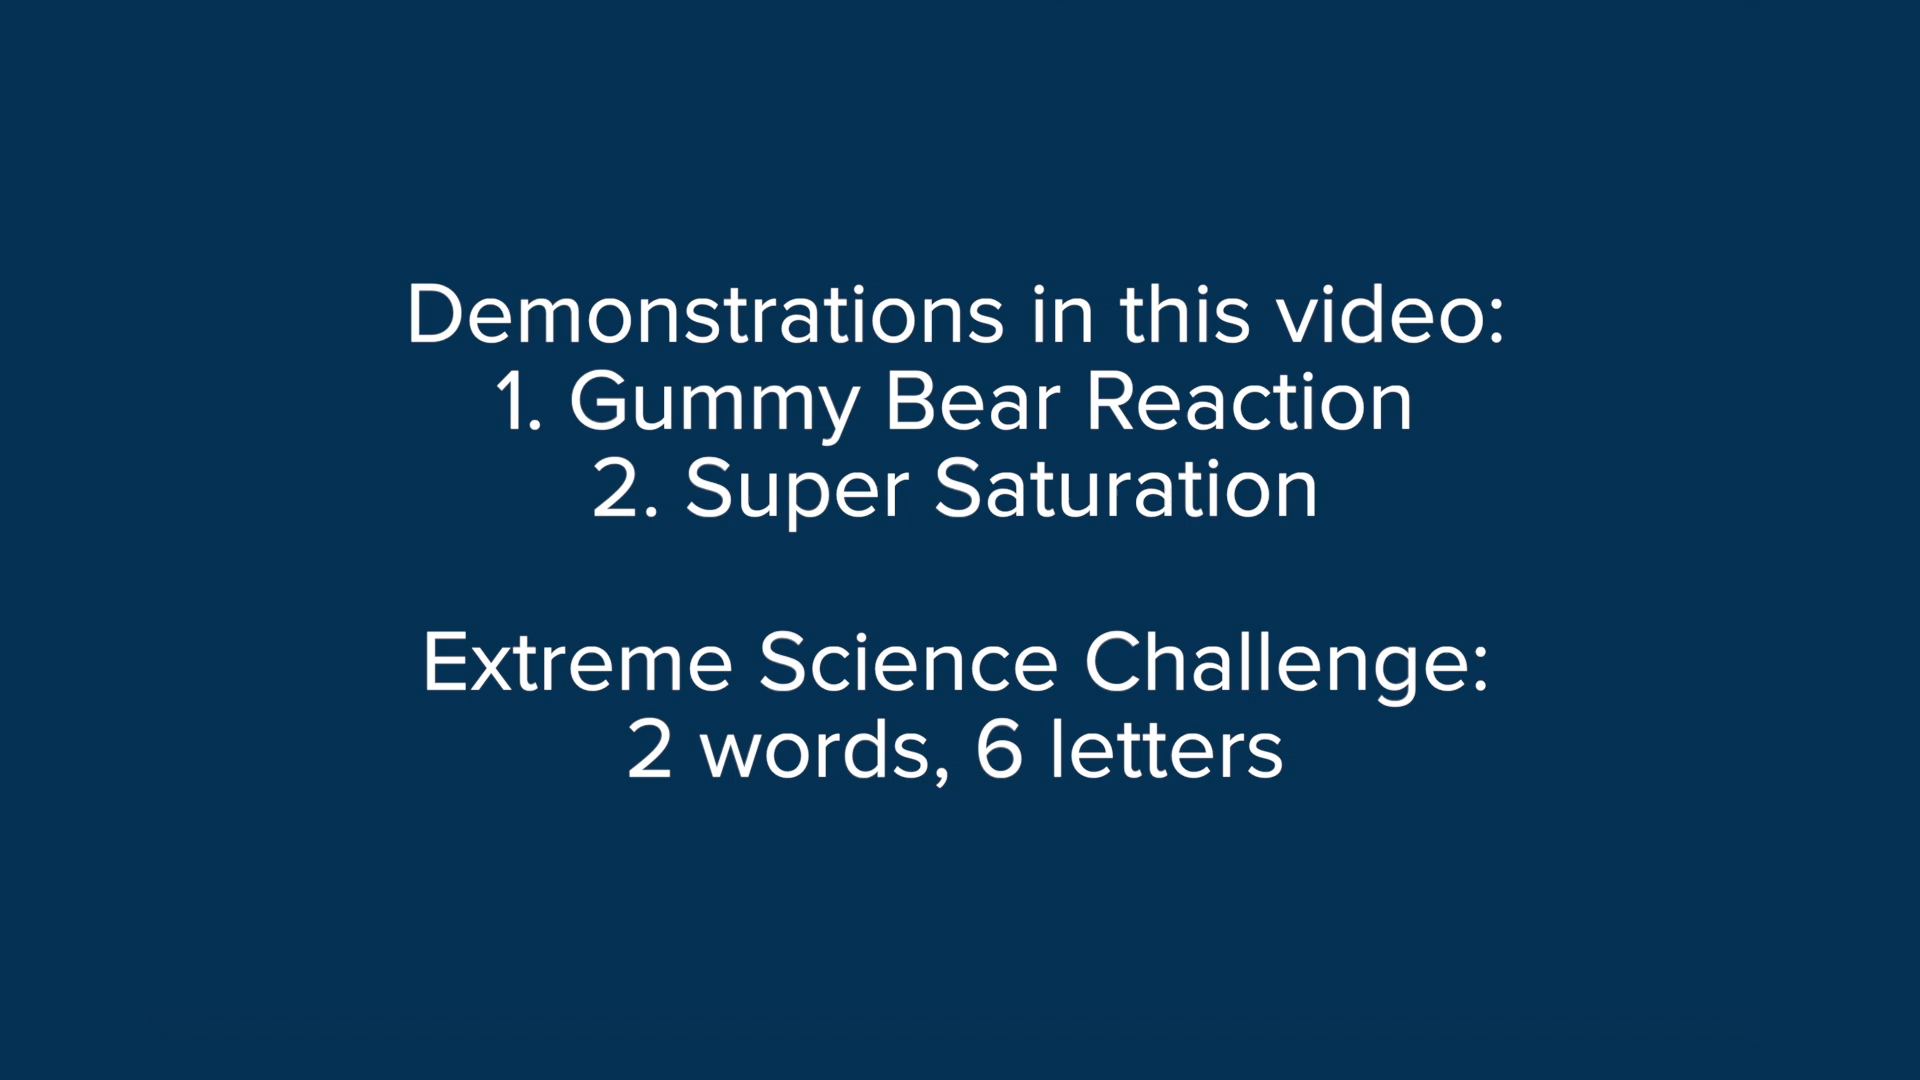 Demonstrations in this video:
1. Gummy Bear Reaction
2. Super Saturation
Extreme Science Challenge:
2 words, 6 letters